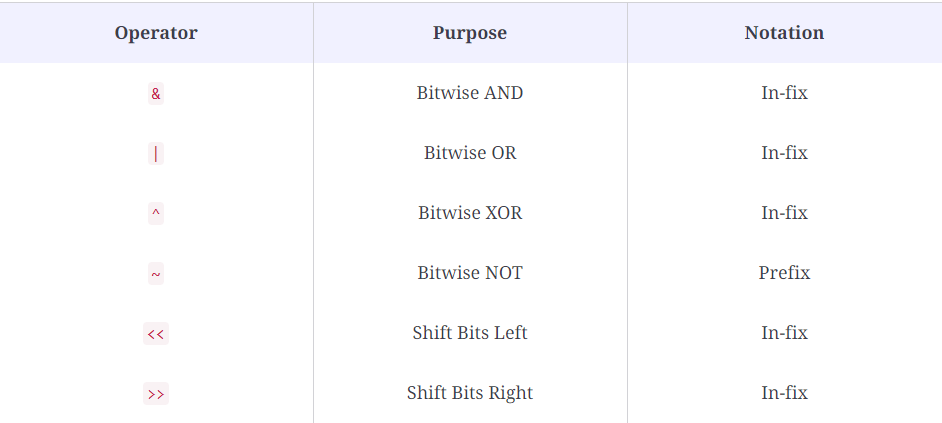 Operator Purpose Notation
& Bitwise AND In-fix
| Bitwise OR In-fix
^ Bitwise XOR In-fix
~ Bitwise NOT Prefix
<< Shift Bits Left In-fix
>> Shift Bits Right In-fix